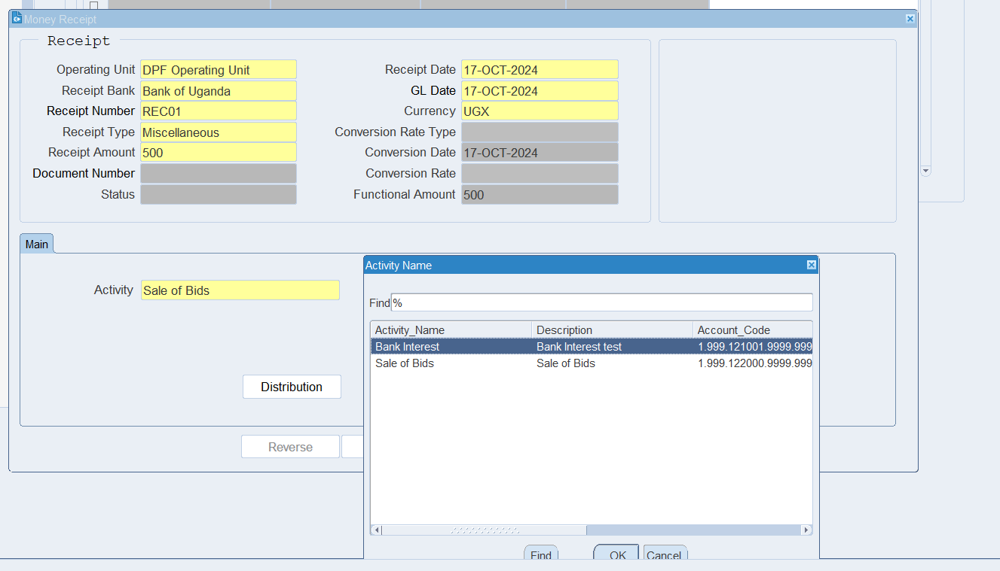 Money Receipt
Receipt
Operating Unit DPF Operating Unit
Receipt Bank Bank of Uganda
Receipt Number REC01
Receipt Type Miscellaneous
Receipt Amount 500
Document Number
Status
Receipt Date 17-OCT-2024
GL Date 17-OCT-2024
Currency UGX
Conversion Rate Type
Conversion Date 17-OCT-2024
Conversion Rate
Functional Amount 500
Main
Activity Sale of Bids
Distribution
Reverse
Activity Name
Find %
Activity_Name Description Account_Code
Bank Interest Bank Interest test 1.999.121001.9999.999
Sale of Bids Sale of Bids 1.999.122000.9999.999
Find OK Cancel